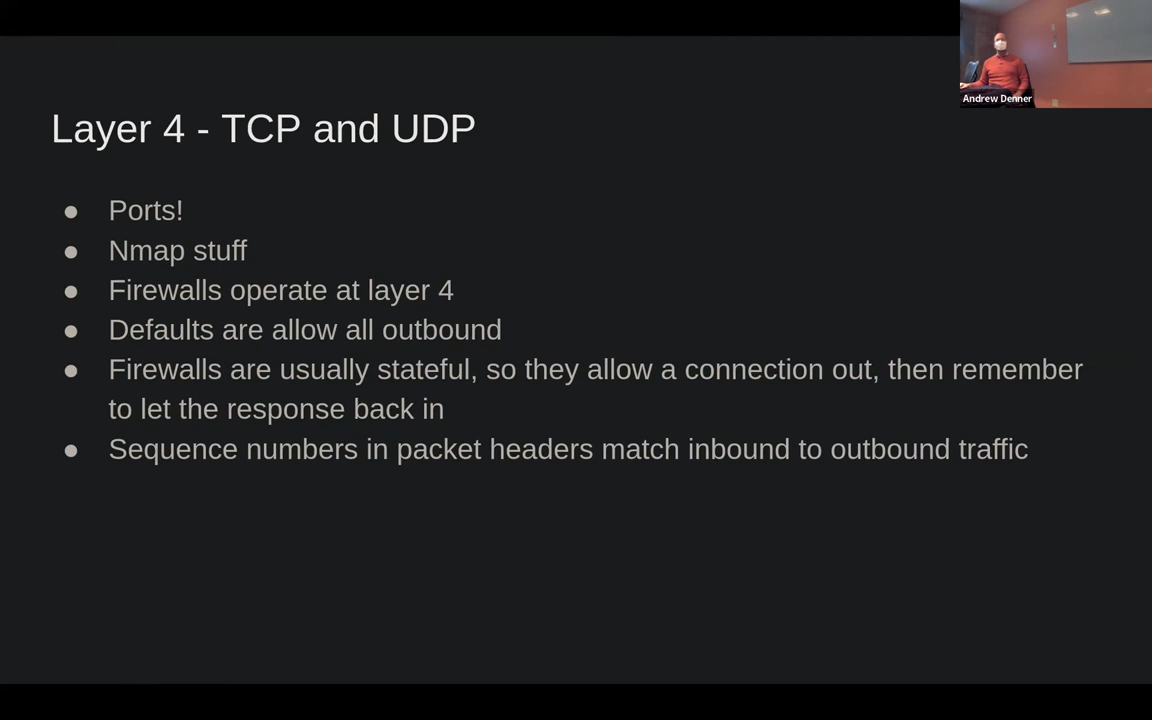 Andrew Denner
Layer 4 - TCP and UDP
● Ports!
● Nmap stuff
● Firewalls operate at layer 4
● Defaults are allow all outbound
● Firewalls are usually stateful, so they allow a connection out, then remember
to let the response back in
● Sequence numbers in packet headers match inbound to outbound traffic